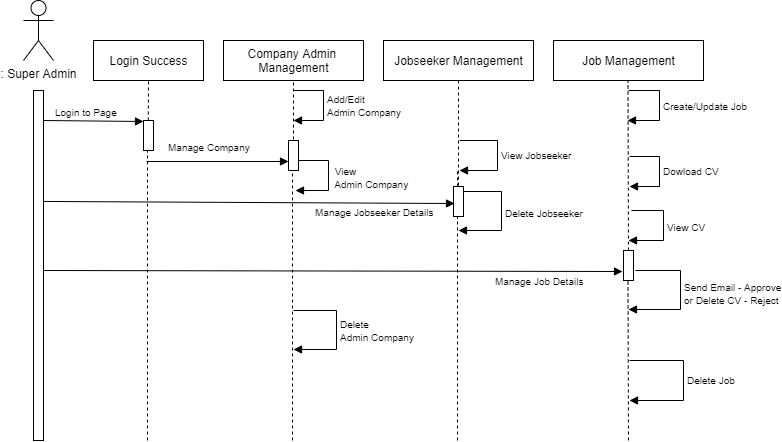 : Super Admin
Login Success
Company Admin
Management
Jobseeker Management
Job Management
Login to Page
Add/Edit
Admin Company
Create/Update Job
Manage Company
View Jobseeker
View
Admin Company
Dowload CV
Manage Jobseeker Details
Delete Jobseeker
View CV
Manage Job Details
Send Email - Approve
or Delete CV - Reject
Delete
Admin Company
Delete Job